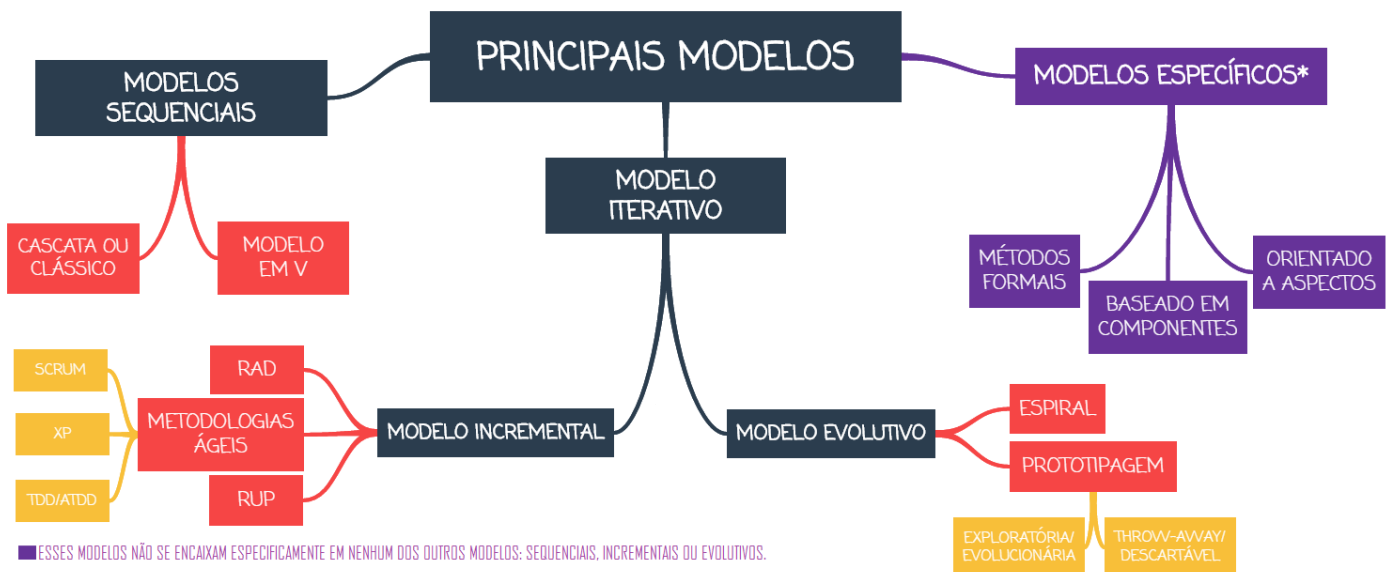 PRINCIPAIS MODELOS
MODELOS
SEQUENCIAIS
MODELOS ESPECÍFICOS*
MODELO
ITERATIVO
CASCATA OU
CLÁSSICO
MODELO
EM V
MÉTODOS
FORMAIS
BASEADO EM
COMPONENTES
ORIENTADO
A ASPECTOS
SCRUM
XP
TDD/ATDD
RAD
METODOLOGIAS
ÁGEIS
RUP
MODELO INCREMENTAL
MODELO EVOLUTIVO
ESPIRAL
PROTOTIPAGEM
EXPLORATÓRIA/
EVOLUCIONÁRIA
THROW-AWAY/
DESCARTÁVEL
ESSES MODELOS NÃO SE ENCAIXAM ESPECIFICAMENTE EM NENHUM DOS OUTROS MODELOS: SEQUENCIAIS, INCREMENTAIS OU EVOLUTIVOS.